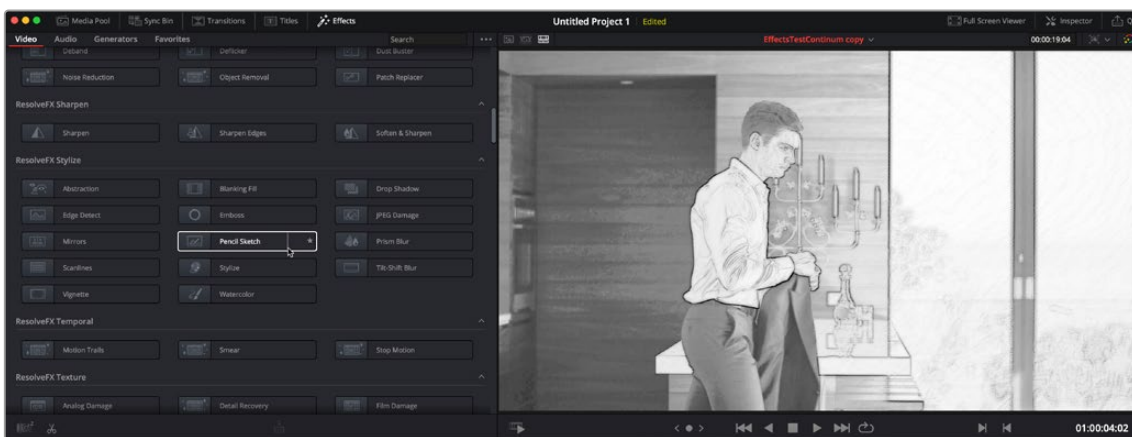 Media Pool Sync Bin Transitions Titles Effects Untitled Project 1 Edited Full Screen Viewer Inspector Q
Video Audio Generators Favorites Search ••• EffectsTestContinum copy 00:00:19:04
Deband Deflicker Dust Buster
Noise Reduction Object Removal Patch Replacer
ResolveFX Sharpen
Sharpen Sharpen Edges Soften & Sharpen
ResolveFX Stylize
Abstraction Blanking Fill Drop Shadow
Edge Detect Emboss JPEG Damage
Mirrors Pencil Sketch Prism Blur
Scanlines Stylize Tilt-Shift Blur
Vignette Watercolor
ResolveFX Temporal
Motion Trails Smear Stop Motion
ResolveFX Texture
Analog Damage Detail Recovery Film Damage
01:00:04:02